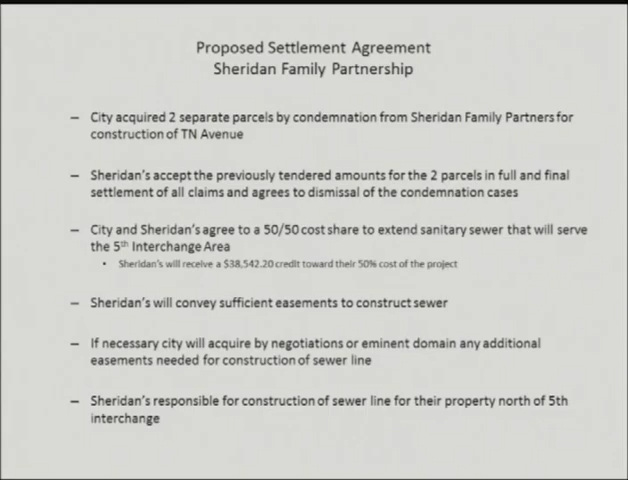 Proposed Settlement Agreement
Sheridan Family Partnership
– City acquired 2 separate parcels by condemnation from Sheridan Family Partners for
construction of TN Avenue
– Sheridan's accept the previously tendered amounts for the 2 parcels in full and final
settlement of all claims and agrees to dismissal of the condemnation cases
– City and Sheridan's agree to a 50/50 cost share to extend sanitary sewer that will serve
the 5th Interchange Area
• Sheridan's will receive a $38,542.20 credit toward their 50% cost of the project
– Sheridan's will convey sufficient easements to construct sewer
– If necessary city will acquire by negotiations or eminent domain any additional
easements needed for construction of sewer line
– Sheridan's responsible for construction of sewer line for their property north of 5th
interchange